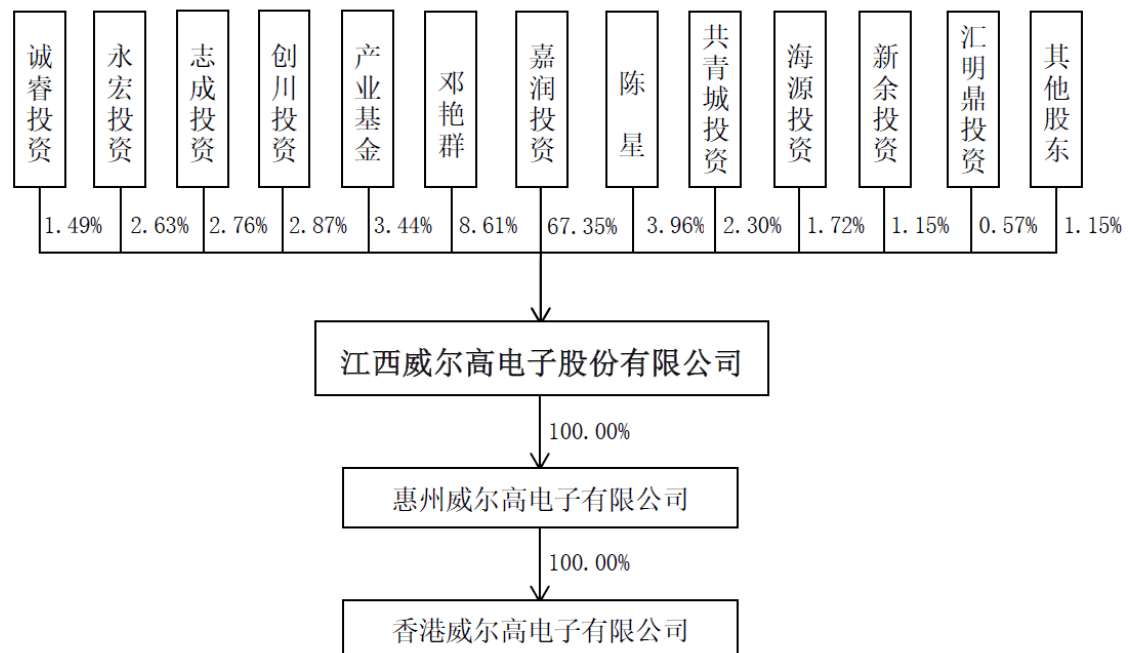 诚睿投资
永宏投资
志成投资
创川投资
产业基金
邓艳群
嘉润投资
陈星
共青城投资
海源投资
新余投资
汇明鼎投资
其他股东
1.49%
2.63%
2.76%
2.87%
3.44%
8.61%
67.35%
3.96%
2.30%
1.72%
1.15%
0.57%
1.15%
江西威尔高电子股份有限公司
100.00%
惠州威尔高电子有限公司
100.00%
香港威尔高电子有限公司